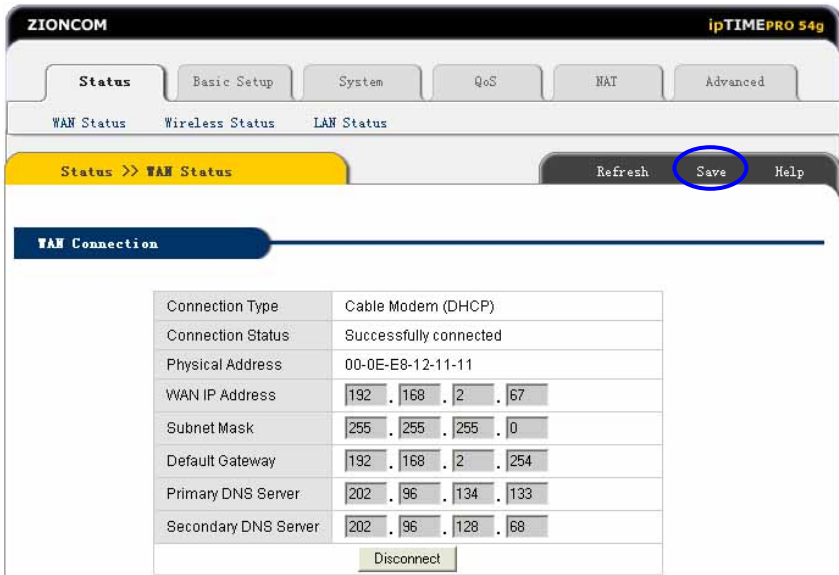 ZIONCOM ipTIMEPRO 54g
Status Basic Setup System QoS NAT Advanced
WAN Status Wireless Status LAN Status
Status >> WAN Status Refresh Save Help
WAN Connection
Connection Type Cable Modem (DHCP)
Connection Status Successfully connected
Physical Address 00-0E-E8-12-11-11
WAN IP Address 192 . 168 . 2 . 67
Subnet Mask 255 . 255 . 255 . 0
Default Gateway 192 . 168 . 2 . 254
Primary DNS Server 202 . 96 . 134 . 133
Secondary DNS Server 202 . 96 . 128 . 68
Disconnect